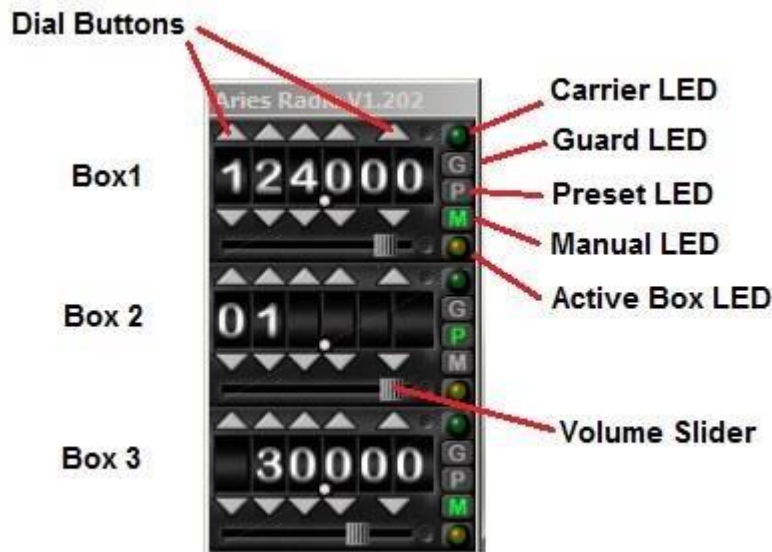 Dial Buttons
Aries Radio V1.202
Carrier LED
Guard LED
Box1
124000
G
P
M
Preset LED
Manual LED
Active Box LED
Box 2
01
G
P
M
Volume Slider
Box 3
30000
G
P
M